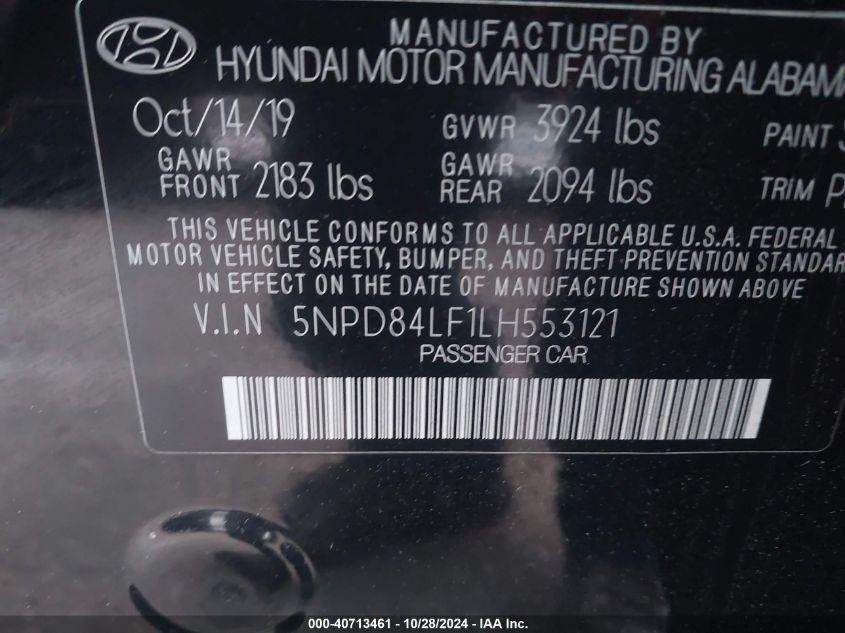 MANUFACTURED BY
HYUNDAI MOTOR MANUFACTURING ALABAMA
Oct/14/19 GVWR 3924 lbs PAINT
GAWR FRONT 2183 lbs GAWR REAR 2094 lbs TRIM
THIS VEHICLE CONFORMS TO ALL APPLICABLE U.S.A. FEDERAL
MOTOR VEHICLE SAFETY, BUMPER, AND THEFT PREVENTION STANDAR
IN EFFECT ON THE DATE OF MANUFACTURE SHOWN ABOVE
V.I.N 5NPD84LF1LH553121
PASSENGER CAR
000-40713461 - 10/28/2024 - IAA Inc.